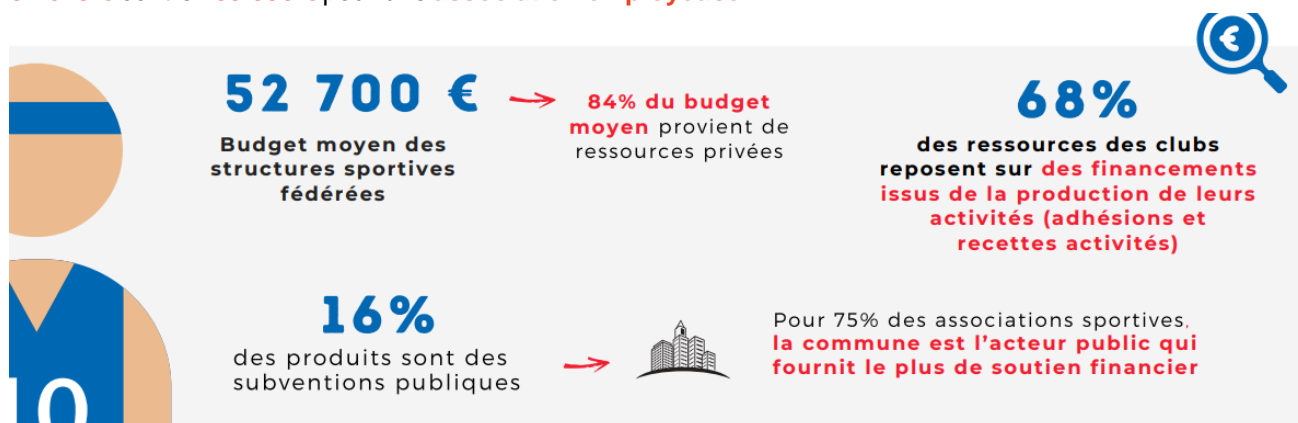 52 700 €
Budget moyen des
structures sportives
fédérées
84% du budget
moyen provient de
ressources privées
€
68%
des ressources des clubs
reposent sur des financements
issus de la production de leurs
activités (adhésions et
recettes activités)
16%
des produits sont des
subventions publiques
Pour 75% des associations sportives,
la commune est l’acteur public qui
fournit le plus de soutien financier
10